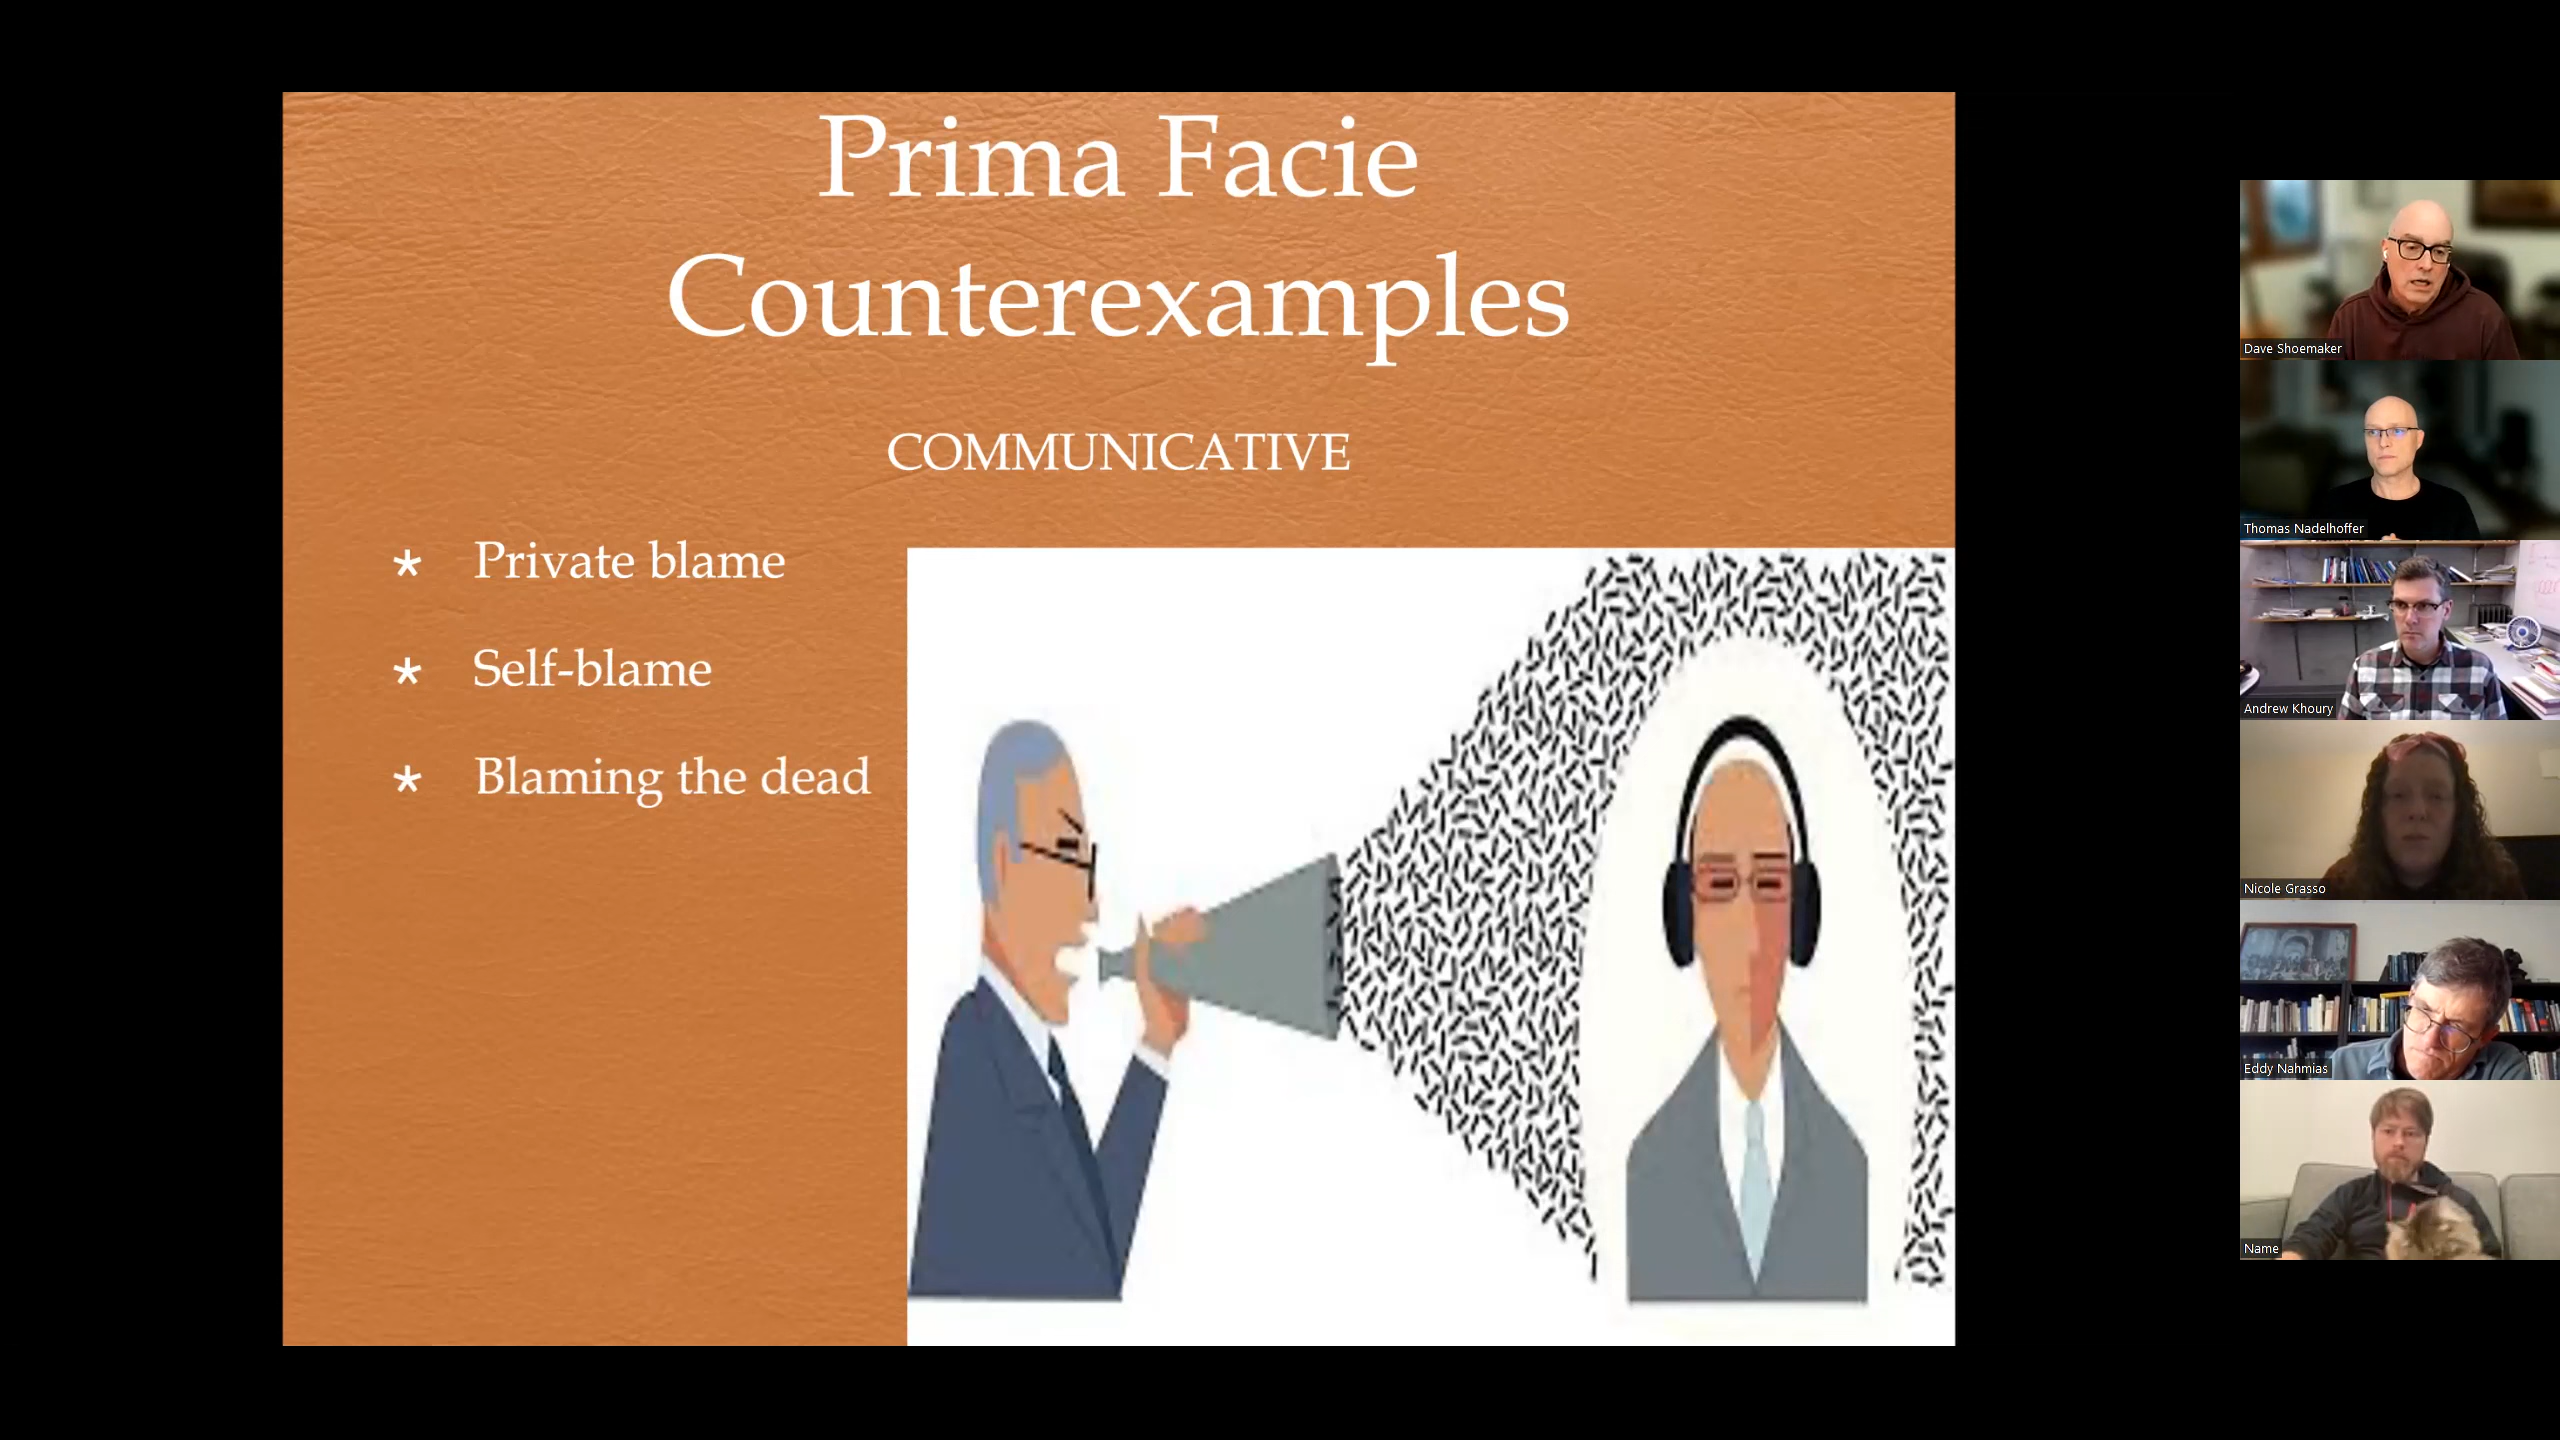 Prima Facie
Counterexamples
COMMUNICATIVE
* Private blame
* Self-blame
* Blaming the dead
Dave Shoemaker
Thomas Nadelhoffer
Andrew Khoury
Nicole Grasso
Eddy Nahmias
Name